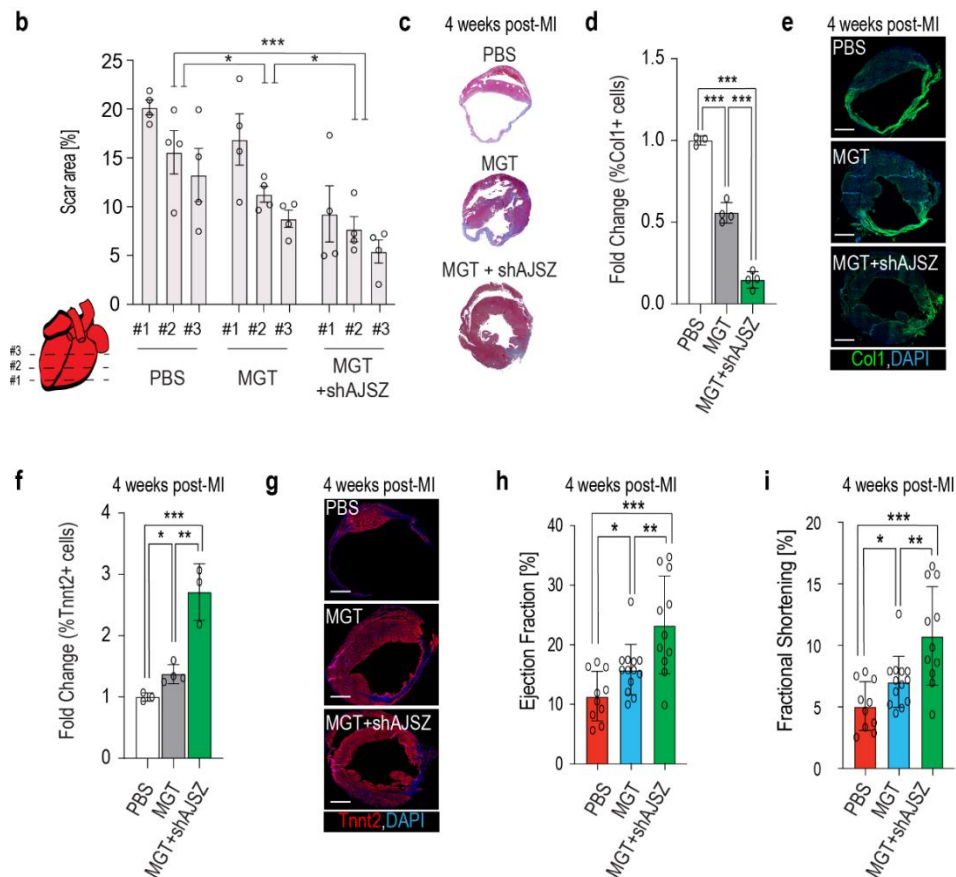 b
Scar area [%]
25
20
15
10
5
0
***
*
*
#1 #2 #3
#1 #2 #3
#1 #2 #3
PBS
MGT
MGT
+shAJSZ
#3
#2
#1
c
4 weeks post-MI
PBS
MGT
MGT + shAJSZ
d
4 weeks post-MI
Fold Change (%Col1+ cells)
1.5
1.0
0.5
0.0
***
*** ***
PBS
MGT
MGT+shAJSZ
e
4 weeks post-MI
PBS
MGT
MGT+shAJSZ
Col1,DAPI
f
4 weeks post-MI
Fold Change (%Tnnt2+ cells)
4
3
2
1
0
***
* **
PBS
MGT
MGT+shAJSZ
g
4 weeks post-MI
PBS
MGT
MGT+shAJSZ
Tnnt2,DAPI
h
4 weeks post-MI
Ejection Fraction [%]
40
30
20
10
0
***
* **
PBS
MGT
MGT+shAJSZ
i
4 weeks post-MI
Fractional Shortening [%]
20
15
10
5
0
***
* **
PBS
MGT
MGT+shAJSZ